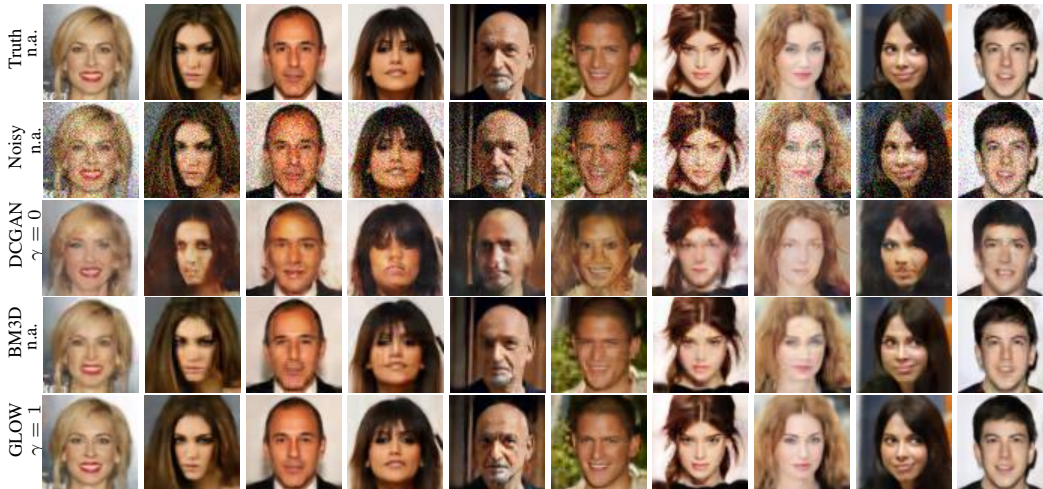 Truth
n.a.
Noisy
n.a.
DCGAN
γ = 0
BM3D
n.a.
GLOW
γ = 1